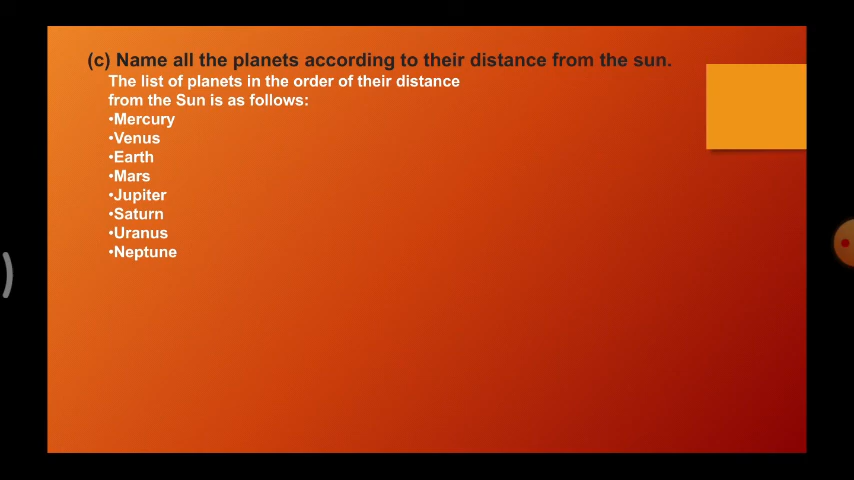 (c) Name all the planets according to their distance from the sun.
The list of planets in the order of their distance
from the Sun is as follows:
•Mercury
•Venus
•Earth
•Mars
•Jupiter
•Saturn
•Uranus
•Neptune